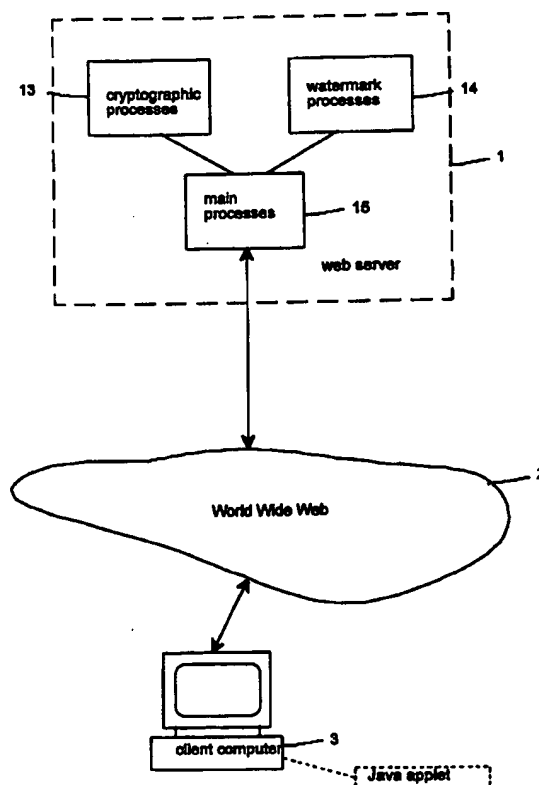 13
cryptographic
processes
watermark
processes
14
1
main
processes
15
web server
2
World Wide Web
client computer
3
Java applet